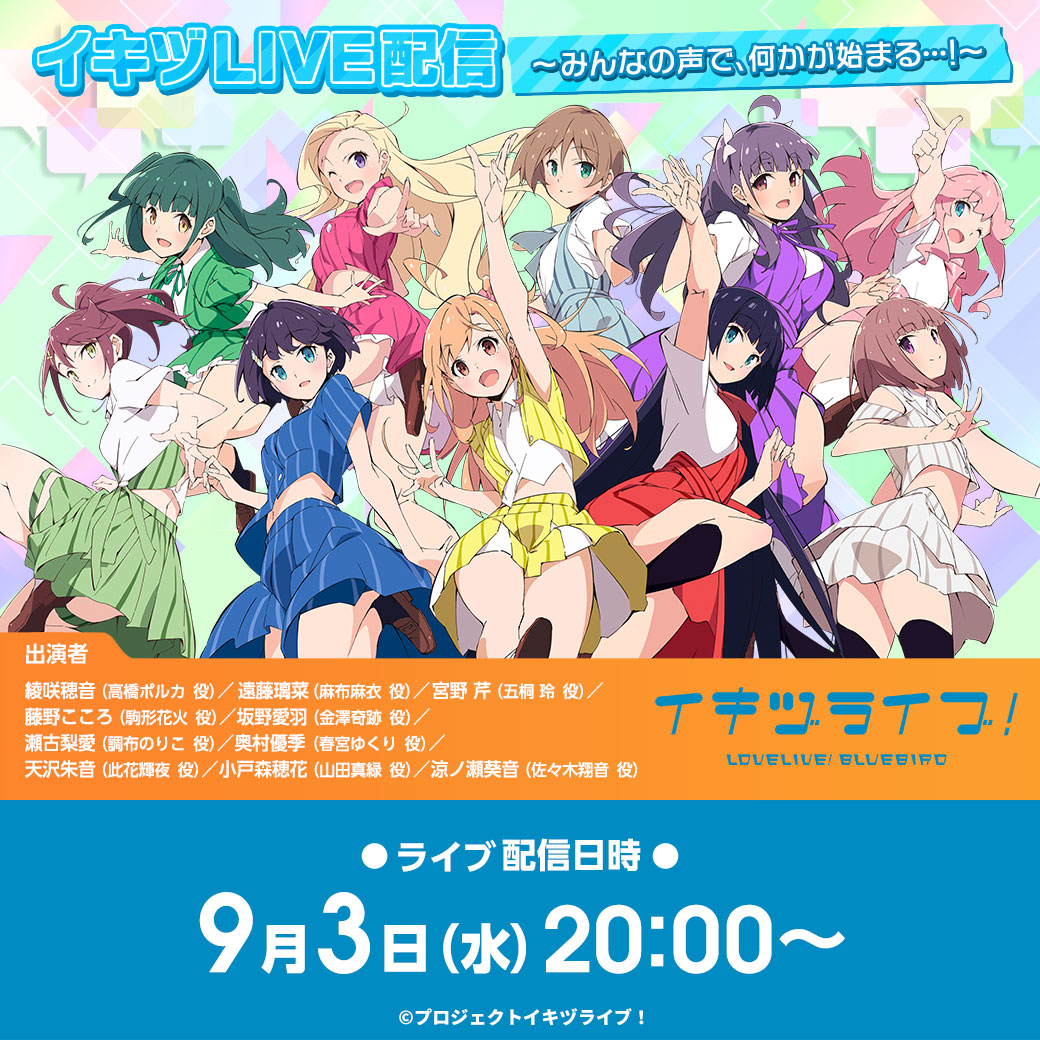 イキヅLIVE配信
～みんなの声で、何かが始まる…!～
出演者
綾咲穂音（高橋ポルカ 役）／遠藤璃菜（麻布麻衣 役）／宮野 芹（五桐 玲 役）／
藤野こころ（駒形花火 役）／坂野愛羽（金澤奇跡 役）／
瀬古梨愛（調布のりこ 役）／奥村優季（春宮ゆくり 役）／
天沢朱音（此花輝夜 役）／小戸森穂花（山田真緑 役）／涼ノ瀬葵音（佐々木翔音 役）
イキヅライブ!
LOVELIVE! BLUEBIRD
●ライブ配信日時●
9月3日（水）20:00～
©プロジェクトイキヅライブ！